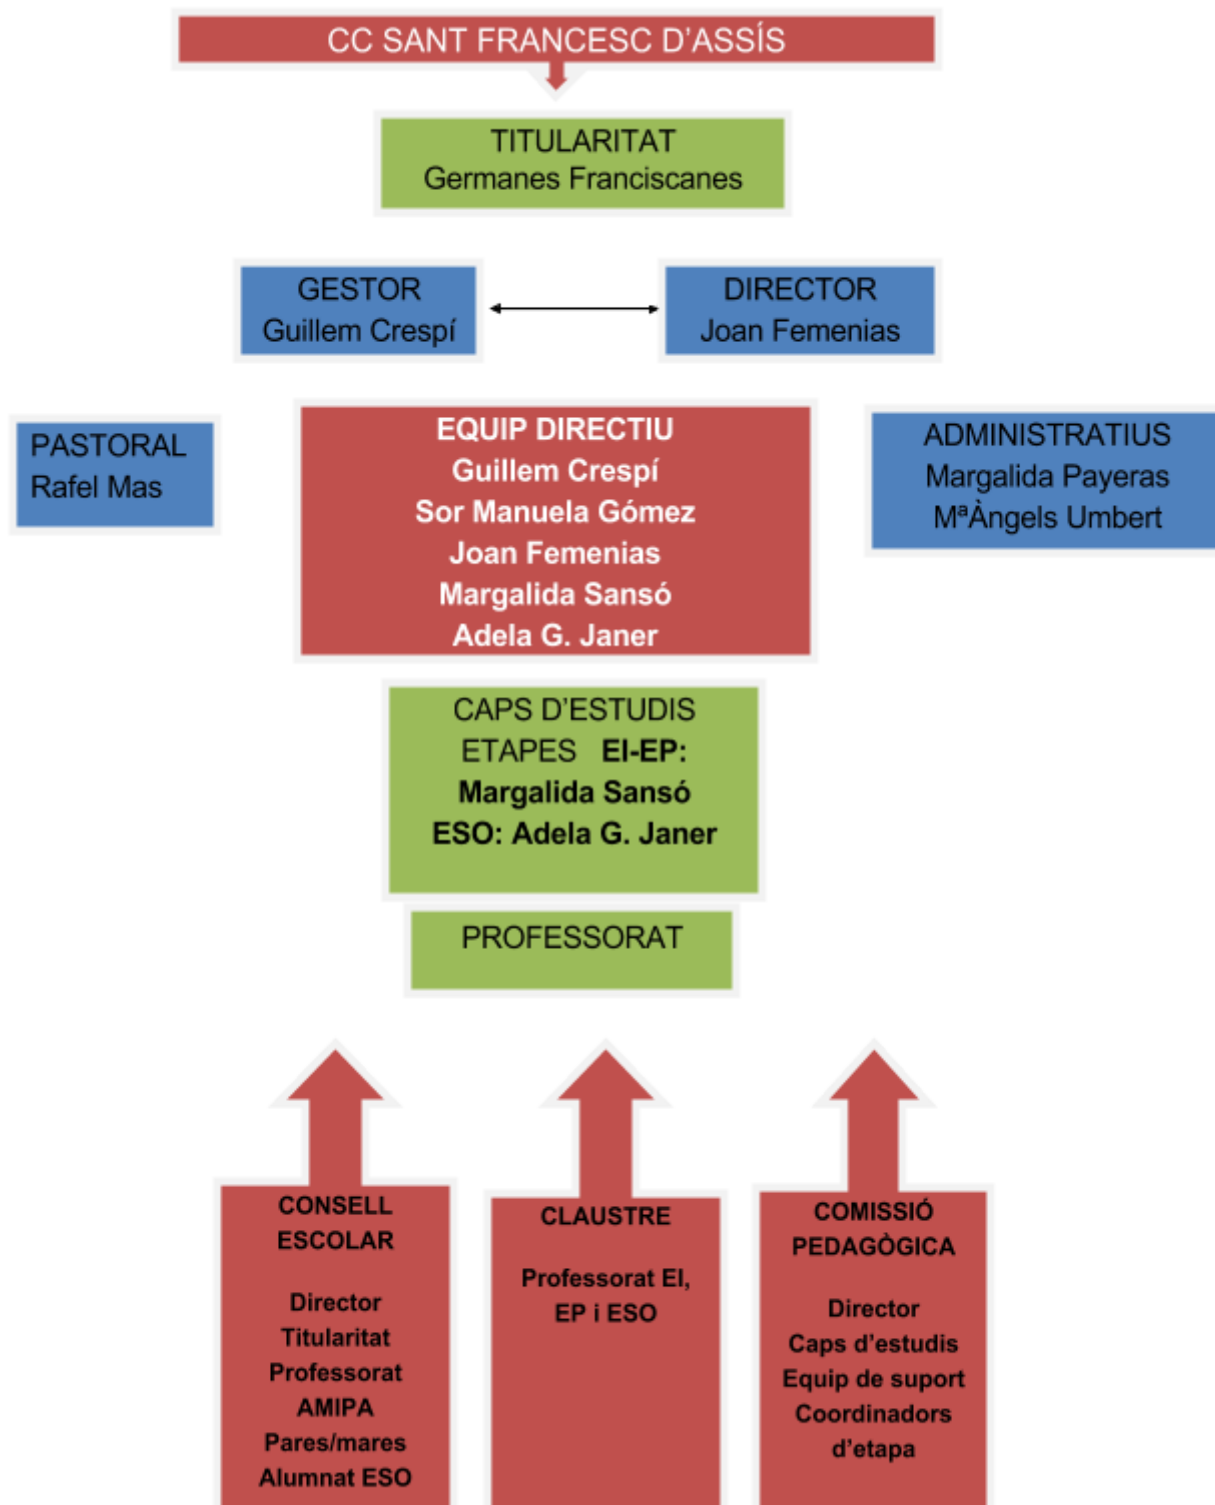 CC SANT FRANCESC D'ASSÍS
TITULARITAT
Germanes Franciscanes
GESTOR
Guillem Crespí
DIRECTOR
Joan Femenias
PASTORAL
Rafel Mas
EQUIP DIRECTIU
Guillem Crespí
Sor Manuela Gómez
Joan Femenias
Margalida Sansó
Adela G. Janer
ADMINISTRATIUS
Margalida Payeras
MªÀngels Umbert
CAPS D'ESTUDIS
ETAPES EI-EP:
Margalida Sansó
ESO: Adela G. Janer
PROFESSORAT
CONSELL
ESCOLAR
Director
Titularitat
Professorat
AMIPA
Pares/mares
Alumnat ESO
CLAUSTRE
Professorat EI,
EP i ESO
COMISSIÓ
PEDAGÒGICA
Director
Caps d'estudis
Equip de suport
Coordinadors
d'etapa